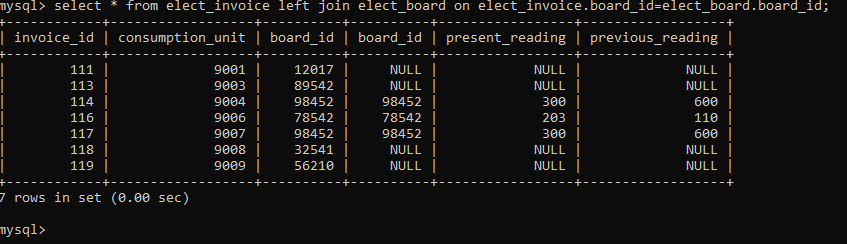 mysql> select * from elect_invoice left join elect_board on elect_invoice.board_id=elect_board.board_id;
+------------+------------------+----------+----------+-----------------+------------------+
| invoice_id | consumption_unit | board_id | board_id | present_reading | previous_reading |
+------------+------------------+----------+----------+-----------------+------------------+
| 111 | 9001 | 12017 | NULL | NULL | NULL |
| 113 | 9003 | 89542 | NULL | NULL | NULL |
| 114 | 9004 | 98452 | 98452 | 300 | 600 |
| 116 | 9006 | 78542 | 78542 | 203 | 110 |
| 117 | 9007 | 98452 | 98452 | 300 | 600 |
| 118 | 9008 | 32541 | NULL | NULL | NULL |
| 119 | 9009 | 56210 | NULL | NULL | NULL |
+------------+------------------+----------+----------+-----------------+------------------+
7 rows in set (0.00 sec)
mysql>